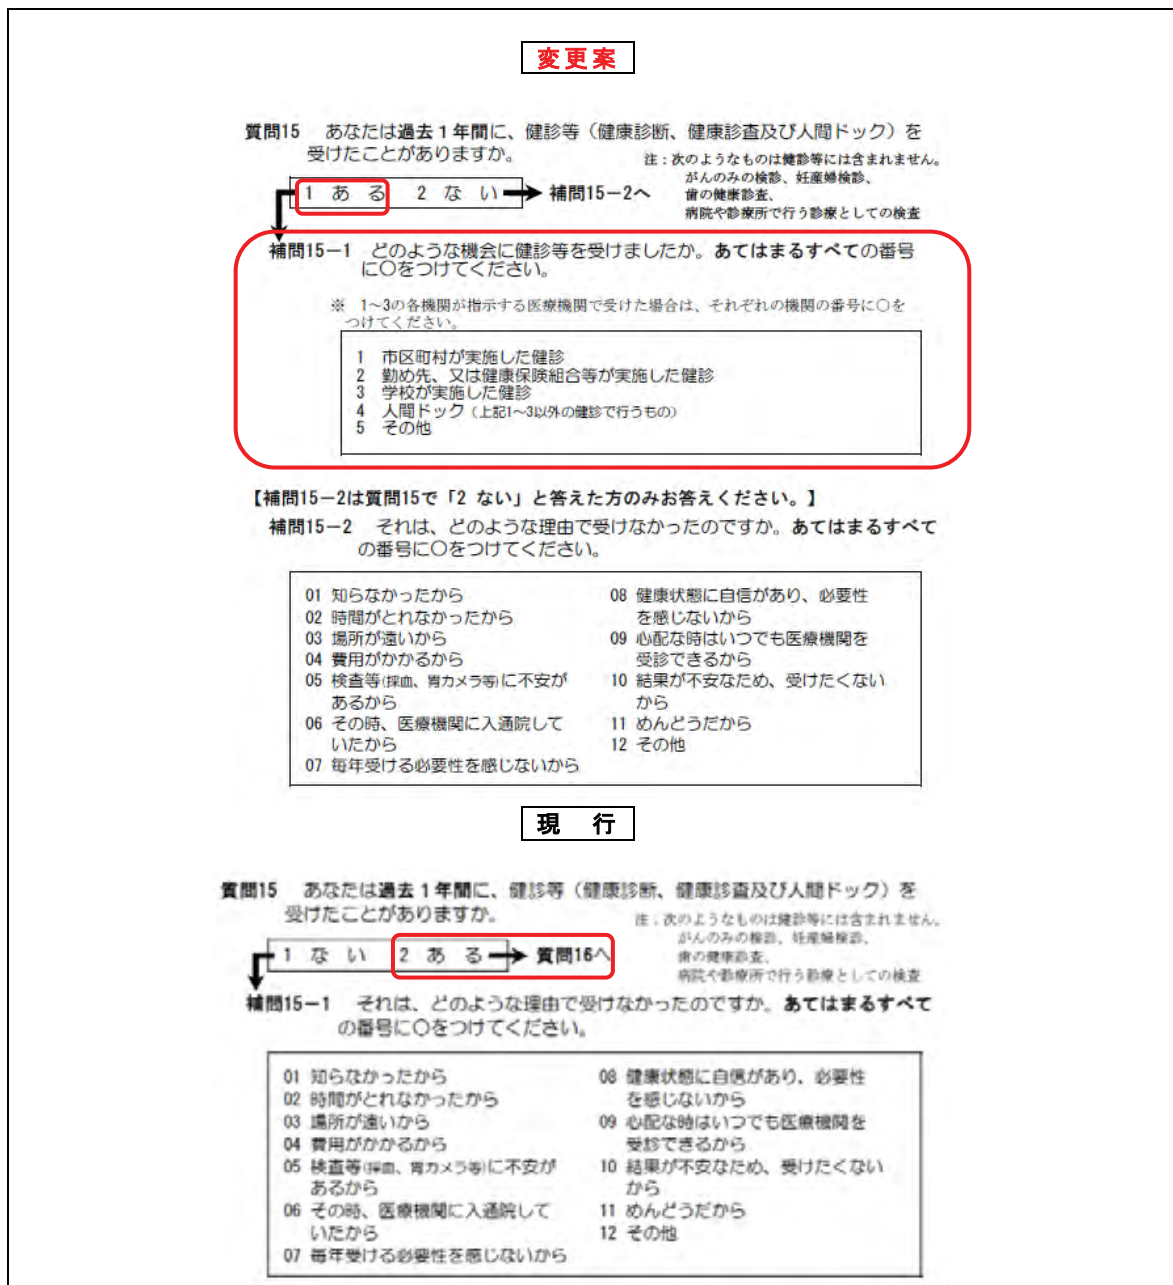 変更案
質問15 あなたは過去1年間に、健診等（健康診断、健康診査及び人間ドック）を
受けたことがありますか。
注：次のようなものは健診等には含まれません。
がんのみの検診、妊産婦検診、
歯の健康診査、
病院や診療所で行う診療としての検査
1 ある 2 ない 補問15－2へ
補問15－1 どのような機会に健診等を受けましたか。あてはまるすべての番号
に〇をつけてください。
※ 1～3の各機関が指示する医療機関で受けた場合は、それぞれの機関の番号に〇を
つけてください。
1 市区町村が実施した健診
2 勤め先、又は健康保険組合等が実施した健診
3 学校が実施した健診
4 人間ドック（上記1～3以外の健診で行うもの）
5 その他
【補問15－2は質問15で「2 ない」と答えた方のみお答えください。】
補問15－2 それは、どのような理由で受けなかったのですか。あてはまるすべて
の番号に〇をつけてください。
01 知らなかったから
02 時間がとれなかったから
03 場所が遠いから
04 費用がかかるから
05 検査等(採血、胃カメラ等)に不安が
あるから
06 その時、医療機関に入通院して
いたから
07 毎年受ける必要性を感じないから
08 健康状態に自信があり、必要性
を感じないから
09 心配な時はいつでも医療機関を
受診できるから
10 結果が不安なため、受けたくない
から
11 めんどうだから
12 その他
現 行
質問15 あなたは過去1年間に、健診等（健康診断、健康診査及び人間ドック）を
受けたことがありますか。
注：次のようなものは健診等には含まれません。
がんのみの検診、妊産婦検診、
歯の健康診査、
病院や診療所で行う診療としての検査
1 ない 2 ある 質問16へ
補問15－1 それは、どのような理由で受けなかったのですか。あてはまるすべて
の番号に〇をつけてください。
01 知らなかったから
02 時間がとれなかったから
03 場所が遠いから
04 費用がかかるから
05 検査等(採血、胃カメラ等)に不安が
あるから
06 その時、医療機関に入通院して
いたから
07 毎年受ける必要性を感じないから
08 健康状態に自信があり、必要性
を感じないから
09 心配な時はいつでも医療機関を
受診できるから
10 結果が不安なため、受けたくない
から
11 めんどうだから
12 その他